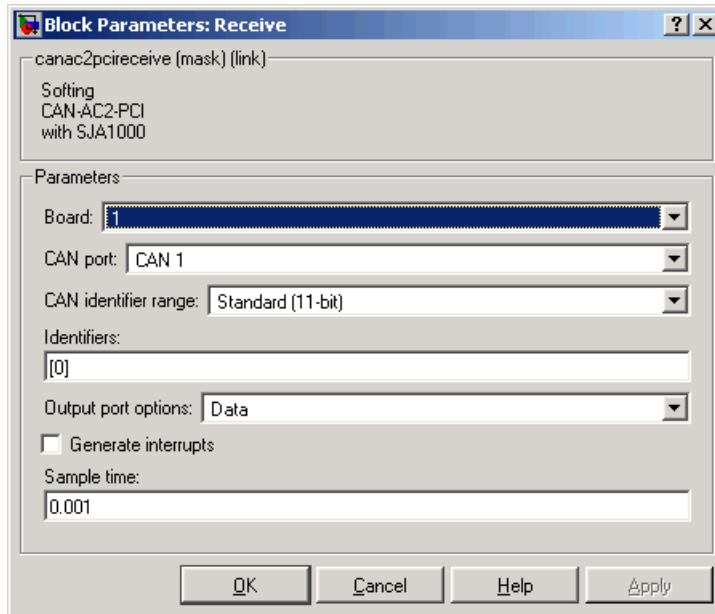 Block Parameters: Receive
canac2pcireceive (mask) (link)
Softing
CAN-AC2-PCI
with SJA1000
Parameters
Board: 1
CAN port: CAN 1
CAN identifier range: Standard (11-bit)
Identifiers:
[0]
Output port options: Data
Generate interrupts
Sample time:
0.001
OK Cancel Help Apply